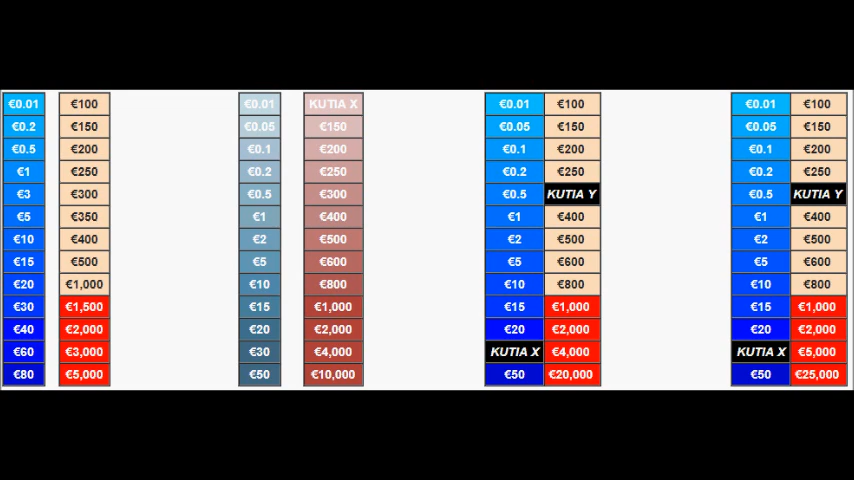 €0.01 €100 €0.01 KUTIA X €0.01 €100 €0.01 €100
€0.2 €150 €0.05 €150 €0.05 €150 €0.05 €150
€0.5 €200 €0.1 €200 €0.1 €200 €0.1 €200
€1 €250 €0.2 €250 €0.2 €250 €0.2 €250
€3 €300 €0.5 €300 €0.5 KUTIA Y €0.5 KUTIA Y
€5 €350 €1 €400 €1 €400 €1 €400
€10 €400 €2 €500 €2 €500 €2 €500
€15 €500 €5 €600 €5 €600 €5 €600
€20 €1,000 €10 €800 €10 €800 €10 €800
€30 €1,500 €15 €1,000 €15 €1,000 €15 €1,000
€40 €2,000 €20 €2,000 €20 €2,000 €20 €2,000
€60 €3,000 €30 €4,000 KUTIA X €4,000 KUTIA X €5,000
€80 €5,000 €50 €10,000 €50 €20,000 €50 €25,000